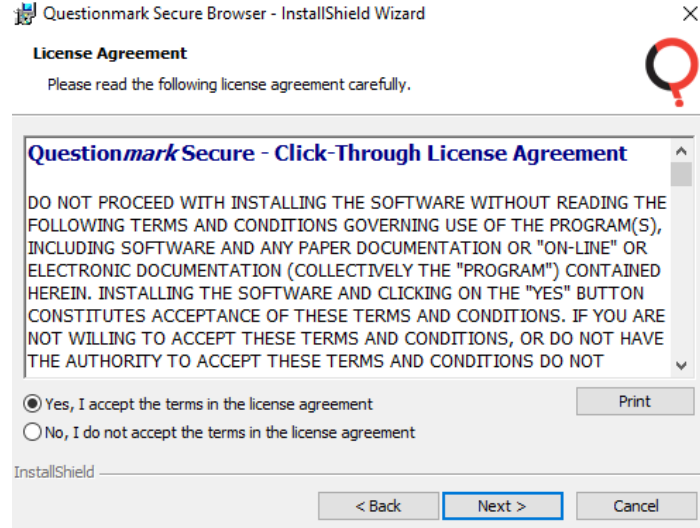 Questionmark Secure Browser - InstallShield Wizard
License Agreement
Please read the following license agreement carefully.
Questionmark Secure - Click-Through License Agreement
DO NOT PROCEED WITH INSTALLING THE SOFTWARE WITHOUT READING THE
FOLLOWING TERMS AND CONDITIONS GOVERNING USE OF THE PROGRAM(S),
INCLUDING SOFTWARE AND ANY PAPER DOCUMENTATION OR "ON-LINE" OR
ELECTRONIC DOCUMENTATION (COLLECTIVELY THE "PROGRAM") CONTAINED
HEREIN. INSTALLING THE SOFTWARE AND CLICKING ON THE "YES" BUTTON
CONSTITUTES ACCEPTANCE OF THESE TERMS AND CONDITIONS. IF YOU ARE
NOT WILLING TO ACCEPT THESE TERMS AND CONDITIONS, OR DO NOT HAVE
THE AUTHORITY TO ACCEPT THESE TERMS AND CONDITIONS DO NOT
Yes, I accept the terms in the license agreement
Print
No, I do not accept the terms in the license agreement
InstallShield
< Back Next > Cancel